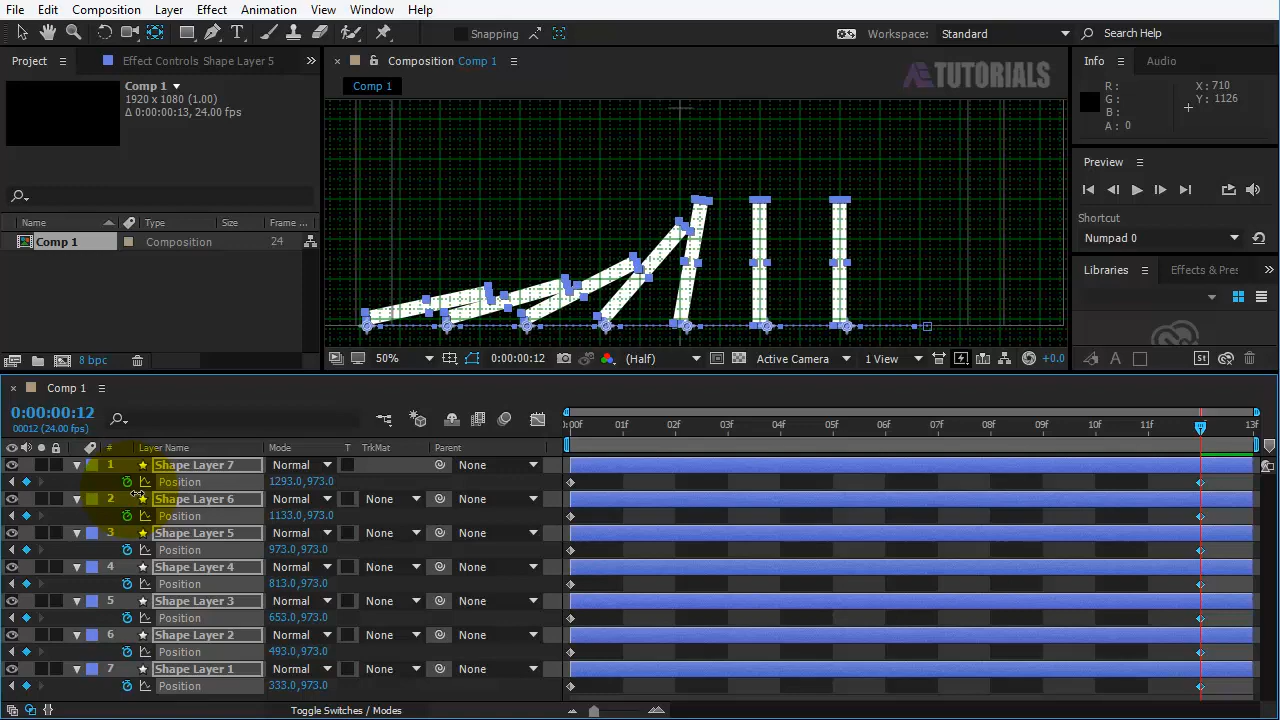 File Edit Composition Layer Effect Animation View Window Help
Snapping Workspace: Standard Search Help
Project Effect Controls Shape Layer 5 Composition Comp 1 Info Audio
Comp 1
1920 x 1080 (1.00)
Δ 0:00:00:13, 24.00 fps
Comp 1
AE TUTORIALS
R :
G :
B :
A : 0
X : 710
Y : 1126
Preview
Shortcut
Numpad 0
Name Type Size Frame ...
Comp 1 Composition 24
Libraries Effects & Pres
8 bpc 50% 0:00:00:12 (Half) Active Camera 1 View +0.0 St
Comp 1
0:00:00:12
00012 (24.00 fps)
:00F 01f 02f 03f 04f 05f 06f 07f 08f 09f 10f 11f 13f
# Layer Name Mode T TrkMat Parent
1 Shape Layer 7 Normal None
Position 1293.0,973.0
2 Shape Layer 6 Normal None None
Position 1133.0,973.0
3 Shape Layer 5 Normal None None
Position 973.0,973.0
4 Shape Layer 4 Normal None None
Position 813.0,973.0
5 Shape Layer 3 Normal None None
Position 653.0,973.0
6 Shape Layer 2 Normal None None
Position 493.0,973.0
7 Shape Layer 1 Normal None None
Position 333.0,973.0
Toggle Switches / Modes